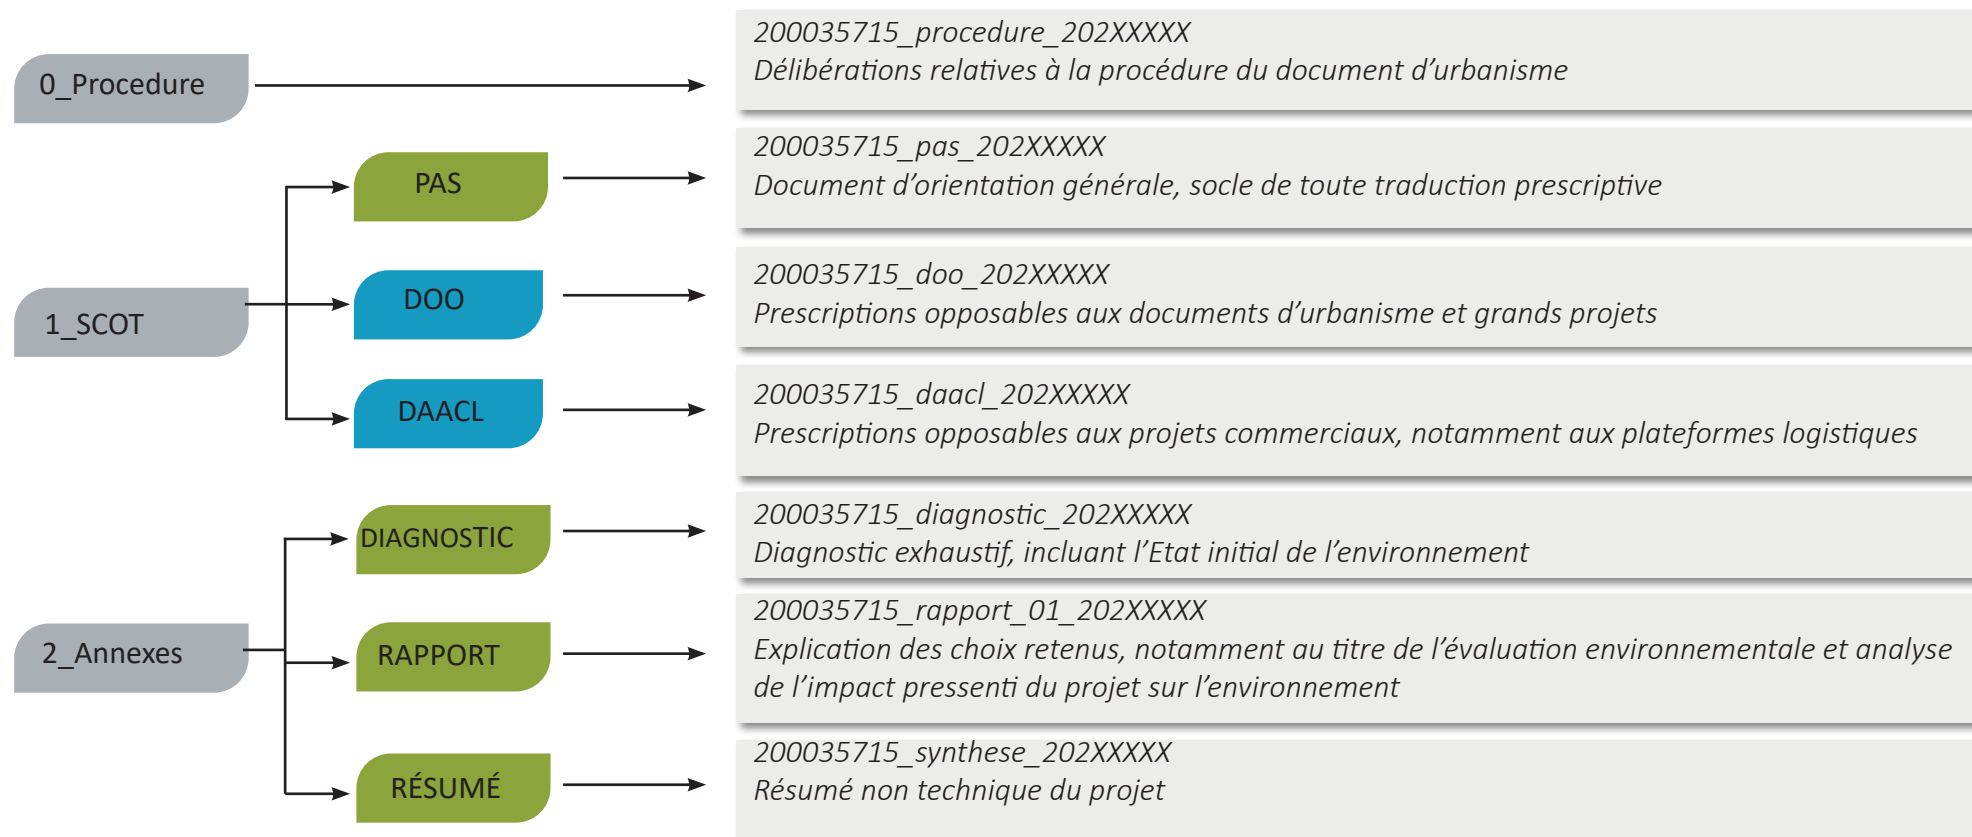 0_Procedure
200035715_procedure_202XXXXX
Délibérations relatives à la procédure du document d’urbanisme
1_SCOT
PAS
200035715_pas_202XXXXX
Document d’orientation générale, socle de toute traduction prescriptive
DOO
200035715_doo_202XXXXX
Prescriptions opposables aux documents d’urbanisme et grands projets
DAACL
200035715_daacl_202XXXXX
Prescriptions opposables aux projets commerciaux, notamment aux plateformes logistiques
2_Annexes
DIAGNOSTIC
200035715_diagnostic_202XXXXX
Diagnostic exhaustif, incluant l’Etat initial de l’environnement
RAPPORT
200035715_rapport_01_202XXXXX
Explication des choix retenus, notamment au titre de l’évaluation environnementale et analyse
de l’impact pressenti du projet sur l’environnement
RÉSUMÉ
200035715_synthese_202XXXXX
Résumé non technique du projet